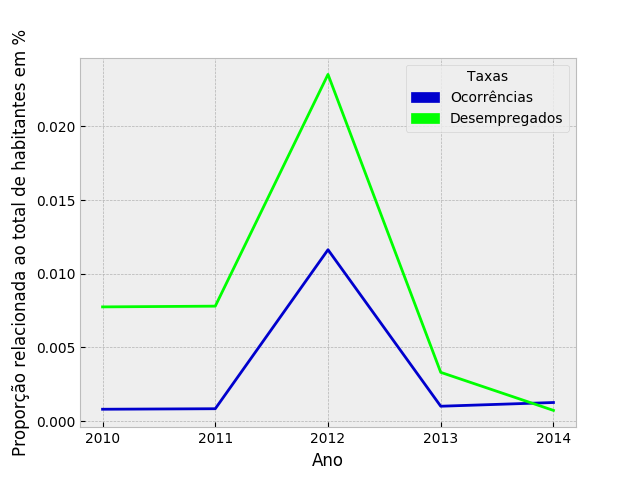 Proporção relacionada ao total de habitantes em %
Taxas
Ocorrências
Desempregados
0.020
0.015
0.010
0.005
0.000
2010 2011 2012 2013 2014
Ano